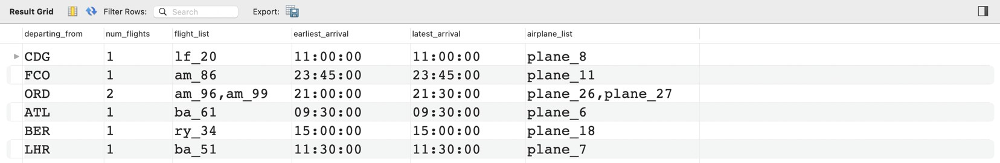 Result Grid Filter Rows: Search Export:
departing_from num_flights flight_list earliest_arrival latest_arrival airplane_list
CDG 1 lf_20 11:00:00 11:00:00 plane_8
FCO 1 am_86 23:45:00 23:45:00 plane_11
ORD 2 am_96,am_99 21:00:00 21:30:00 plane_26,plane_27
ATL 1 ba_61 09:30:00 09:30:00 plane_6
BER 1 ry_34 15:00:00 15:00:00 plane_18
LHR 1 ba_51 11:30:00 11:30:00 plane_7